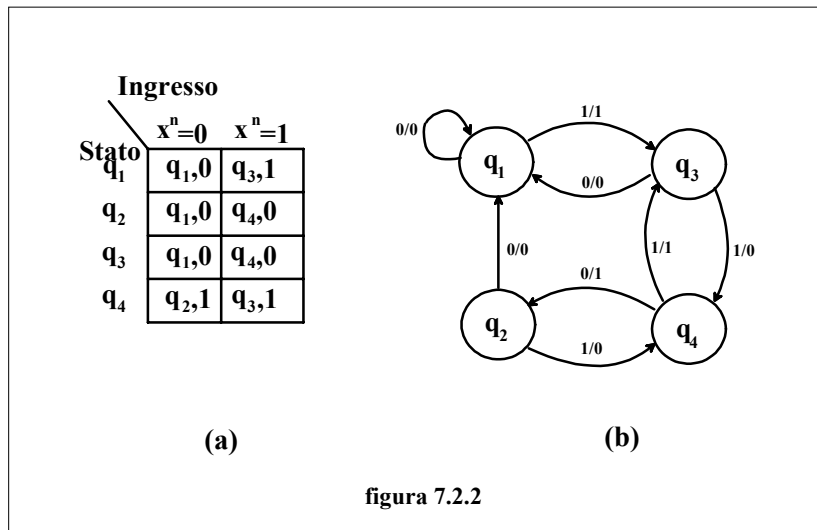 Ingresso
Stato
xⁿ=0 xⁿ=1
q₁ q₁,0 q₃,1
q₂ q₁,0 q₄,0
q₃ q₁,0 q₄,0
q₄ q₂,1 q₃,1
(a)
0/0
1/1
q₁
q₃
0/0
0/0
1/1
1/0
0/1
q₂
q₄
1/0
(b)
figura 7.2.2